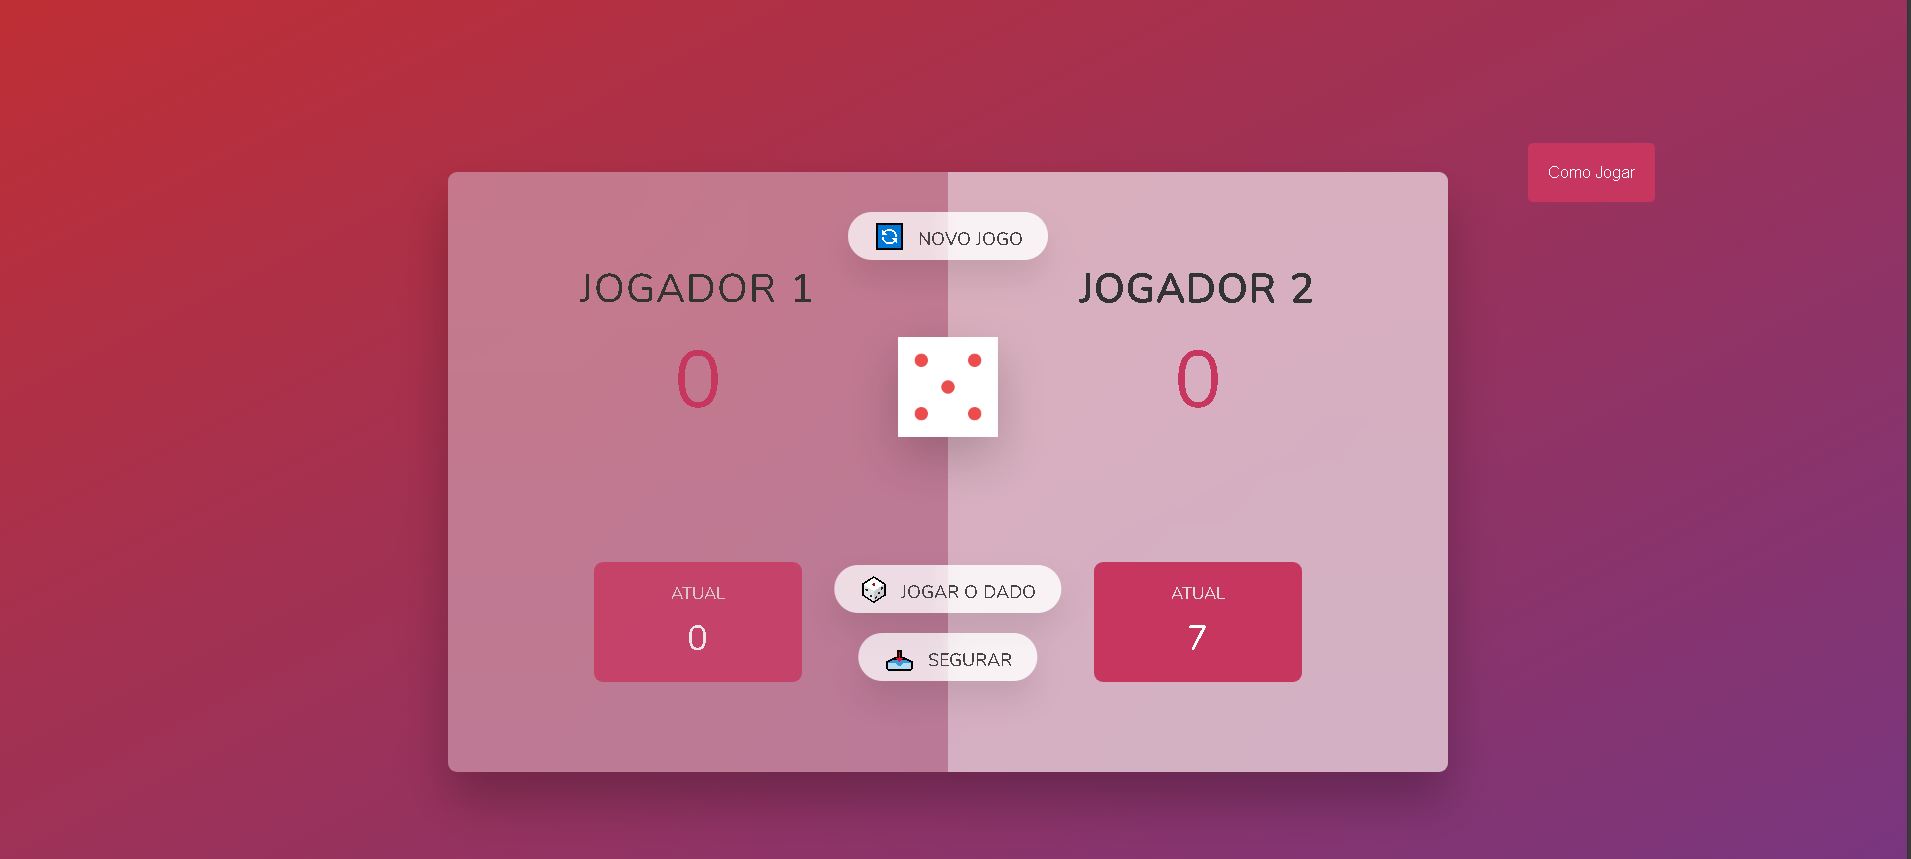 Como Jogar
NOVO JOGO
JOGADOR 1
0
JOGADOR 2
0
ATUAL
0
JOGAR O DADO
SEGURAR
ATUAL
7